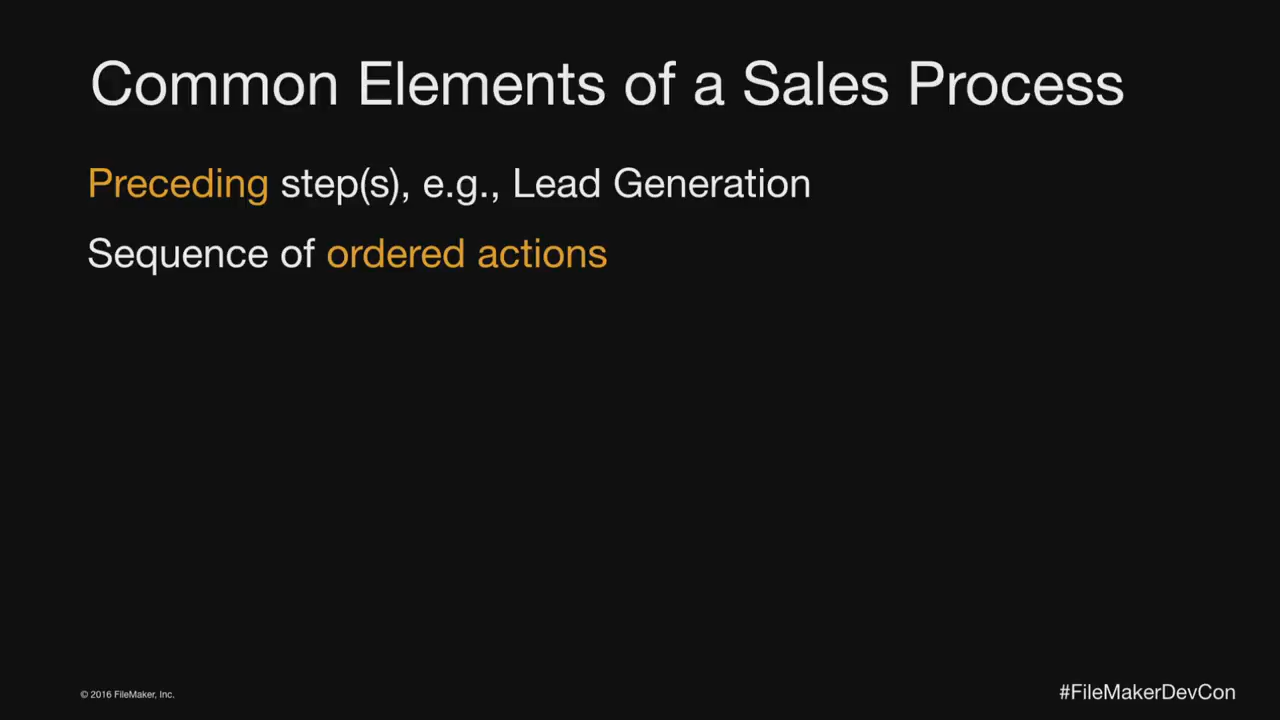 Common Elements of a Sales Process
Preceding step(s), e.g., Lead Generation
Sequence of ordered actions
© 2016 FileMaker, Inc.
#FileMakerDevCon